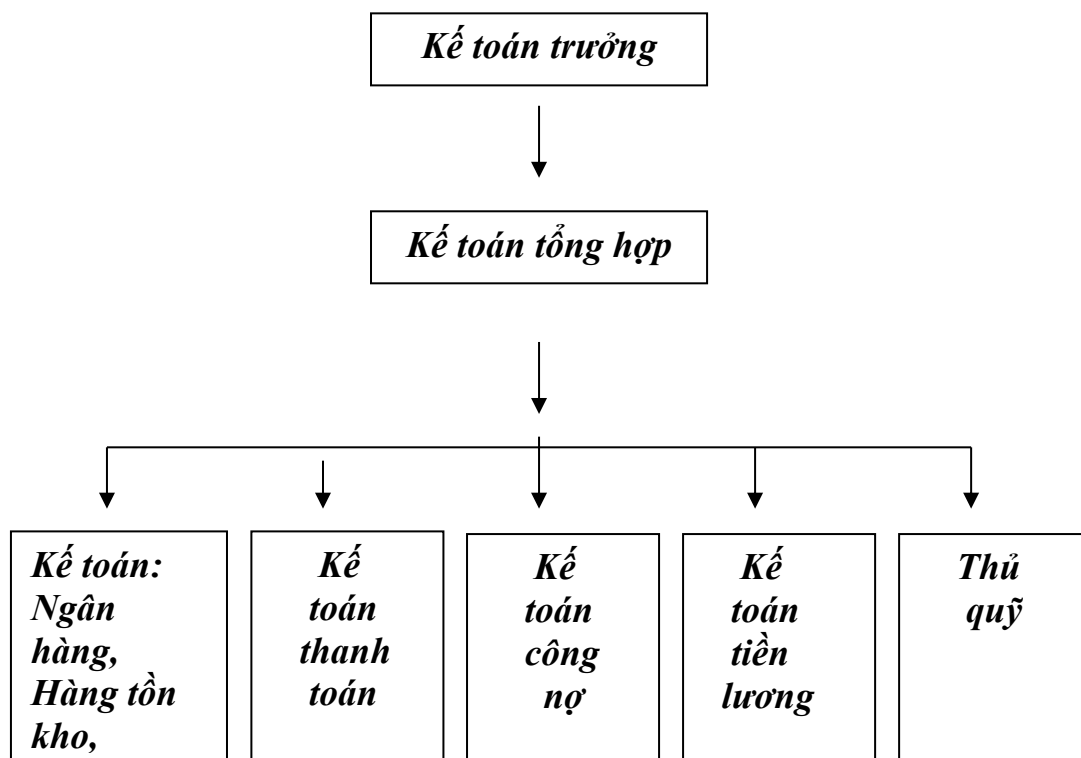 Kế toán trưởng
Kế toán tổng hợp
Kế toán:
Ngân
hàng,
Hàng tồn
kho,
Kế
toán
thanh
toán
Kế
toán
công
nợ
Kế
toán
tiền
lương
Thủ
quỹ